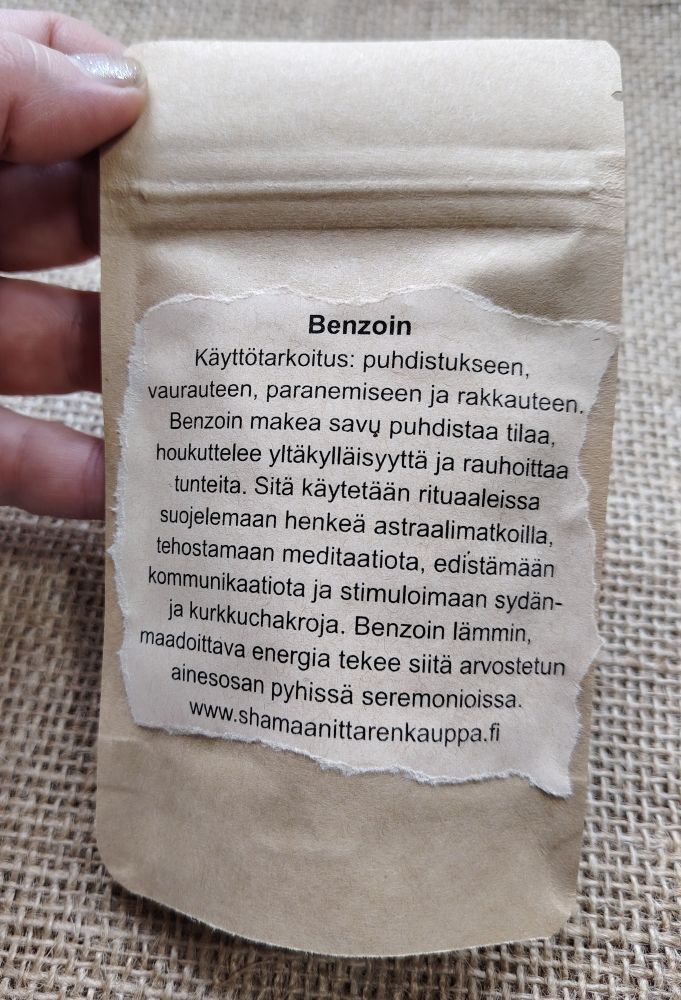 Benzoin
Käyttötarkoitus: puhdistukseen,
vaurauteen, paranemiseen ja rakkauteen.
Benzoin makea savu puhdistaa tilaa,
houkuttelee yltäkylläisyyttä ja rauhoittaa
tunteita. Sitä käytetään rituaaleissa
suojelemaan henkeä astraalimatkoilla,
tehostamaan meditaatiota, edistämään
kommunikaatiota ja stimuloimaan sydän-
ja kurkkuchakroja. Benzoin lämmin,
maadoittava energia tekee siitä arvostetun
ainesosan pyhissä seremonioissa.
www.shamaanittarenkauppa.fi